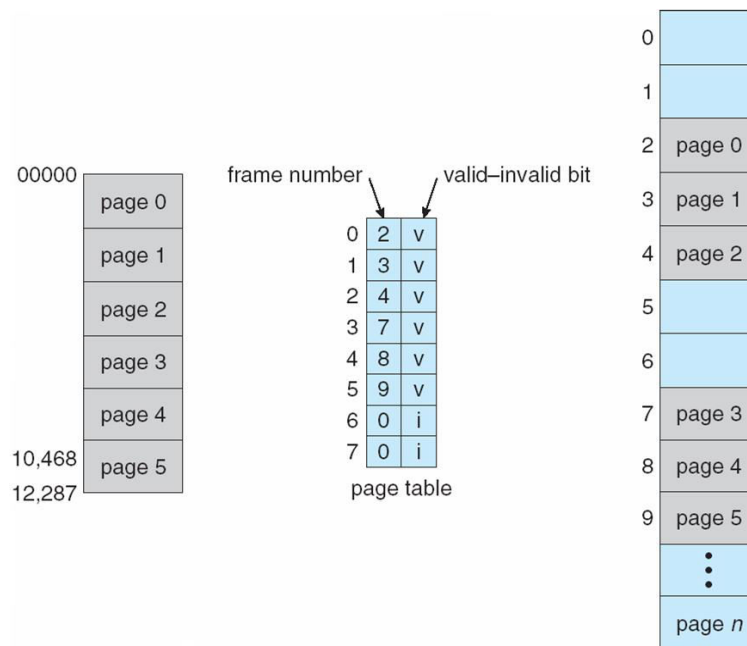 00000
page 0
page 1
page 2
page 3
page 4
10,468
page 5
12,287
frame number
valid–invalid bit
0 2 v
1 3 v
2 4 v
3 7 v
4 8 v
5 9 v
6 0 i
7 0 i
page table
0
1
2 page 0
3 page 1
4 page 2
5
6
7 page 3
8 page 4
9 page 5
page n